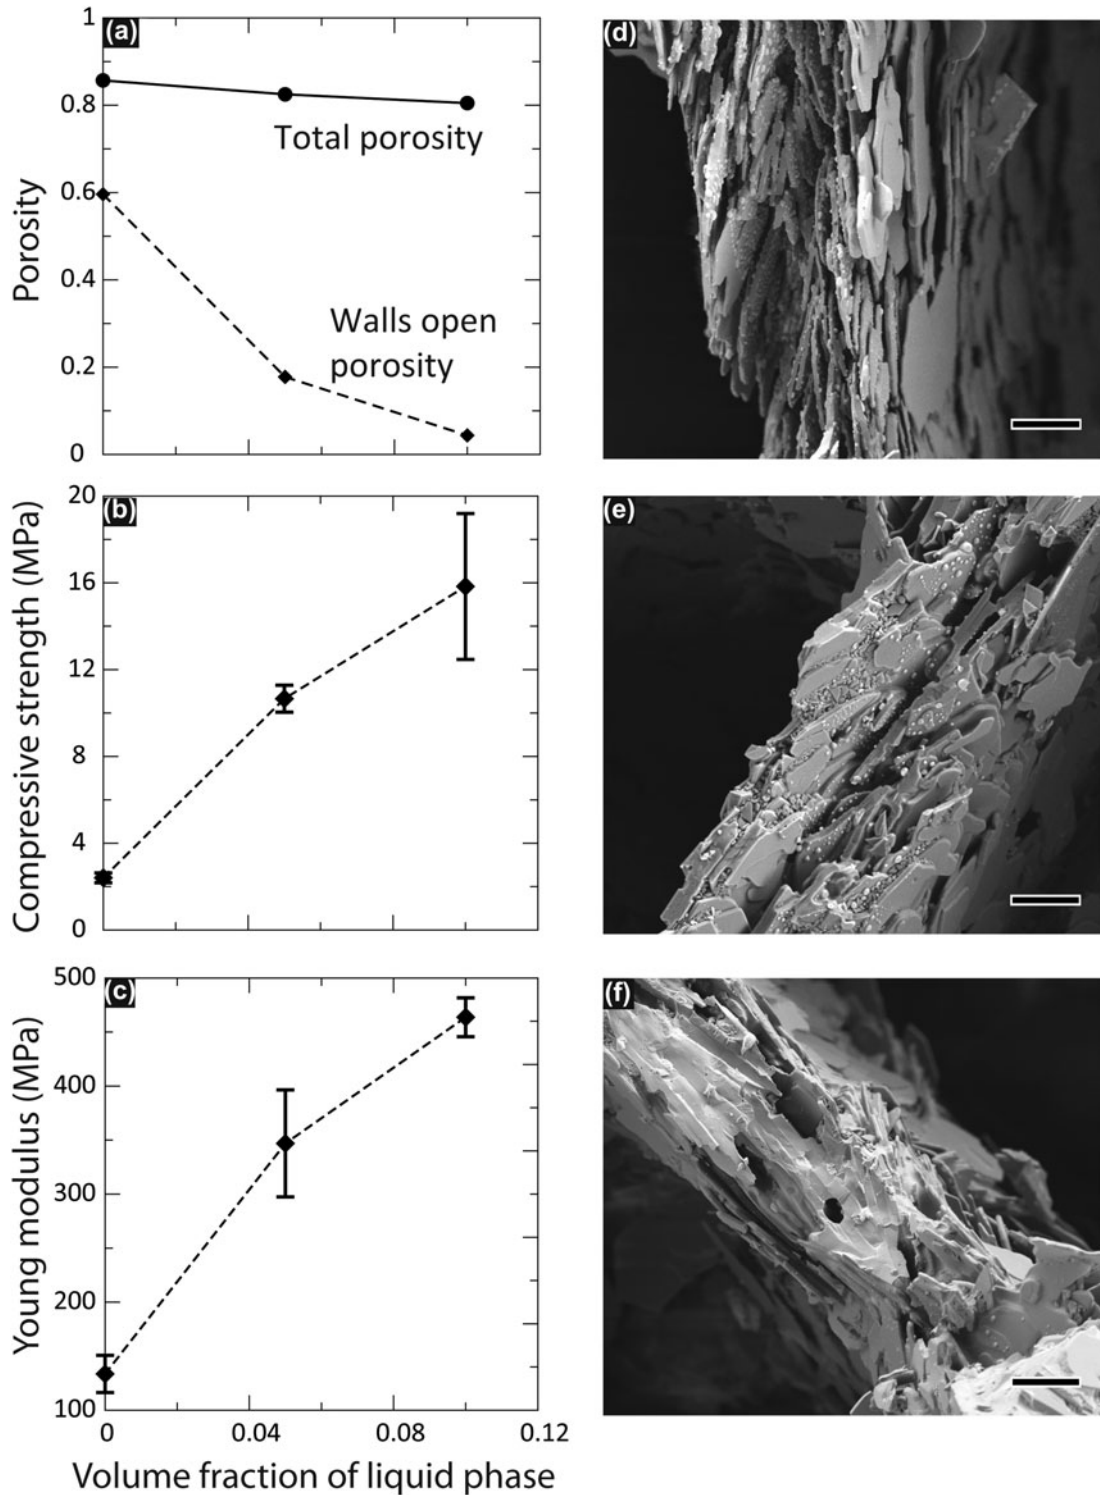 (a)
1
0.8
0.6
0.4
0.2
0
Porosity
Total porosity
Walls open
porosity
(b)
20
16
12
8
4
0
Compressive strength (MPa)
(c)
500
400
300
200
100
Young modulus (MPa)
0
0.04
0.08
0.12
Volume fraction of liquid phase
(d)
(e)
(f)